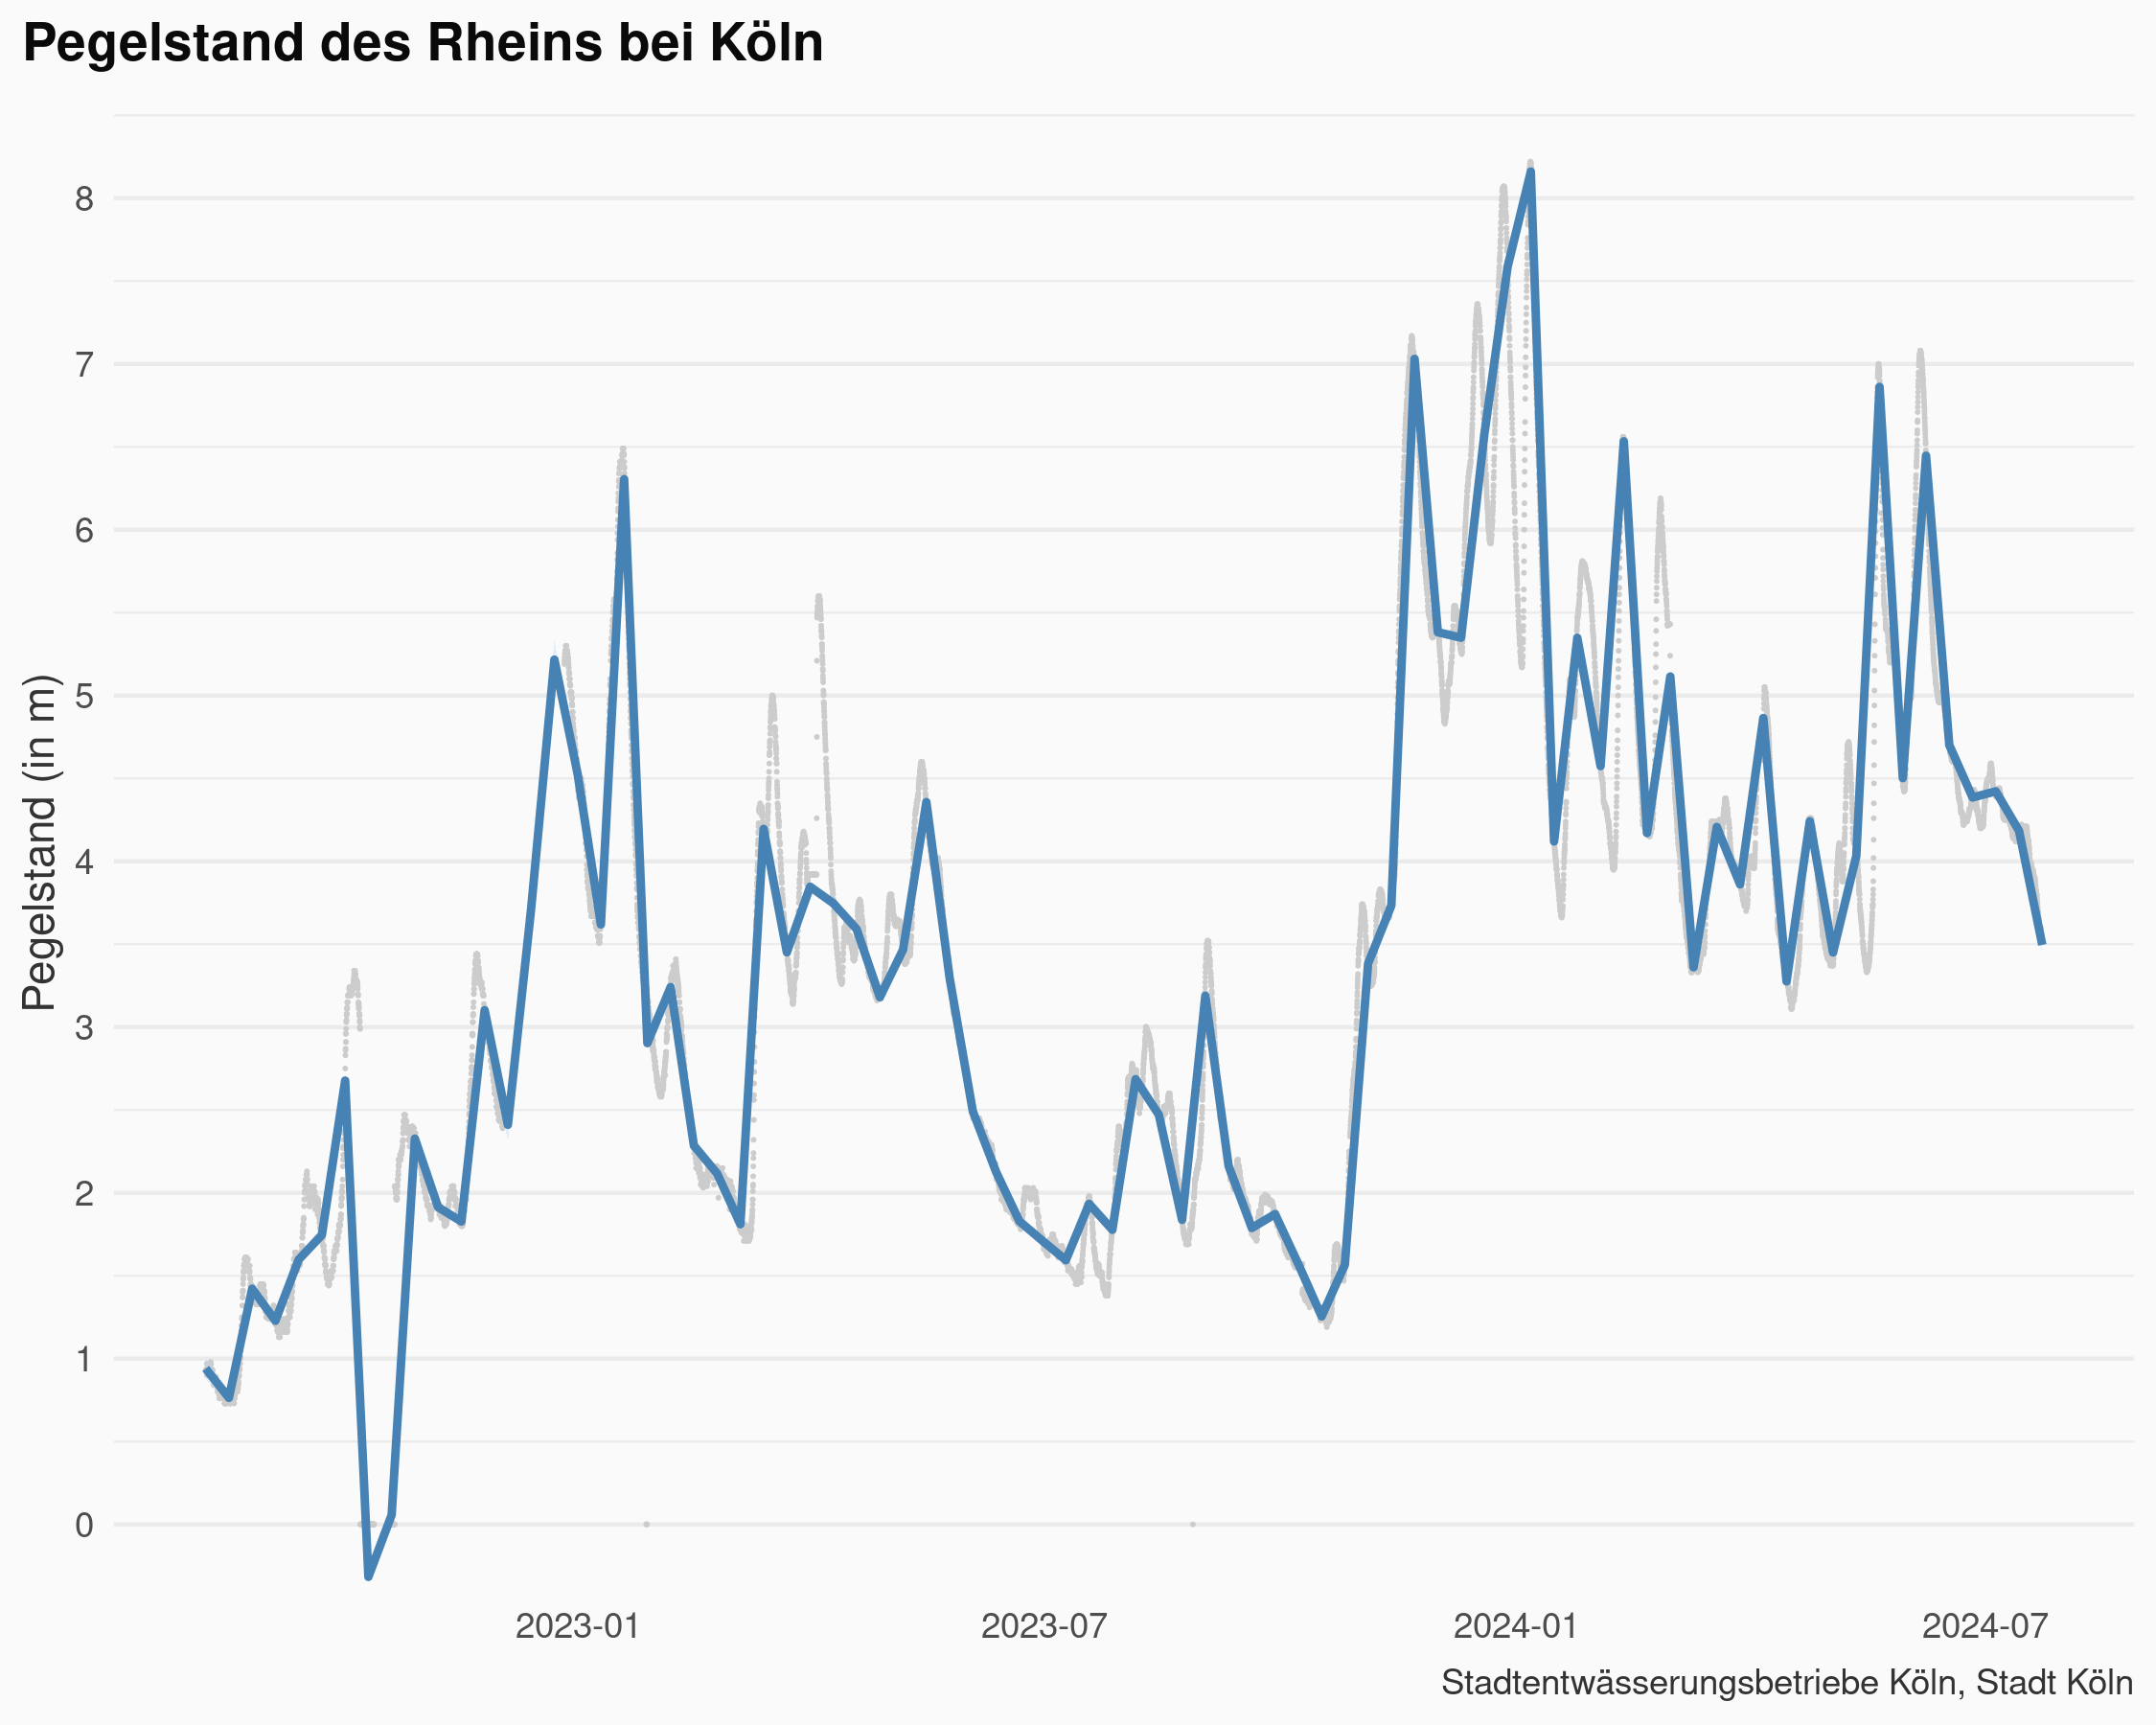 Pegelstand des Rheins bei Köln
Pegelstand (in m)
8
7
6
5
4
3
2
1
0
2023-01 2023-07 2024-01 2024-07
Stadtentwässerungsbetriebe Köln, Stadt Köln